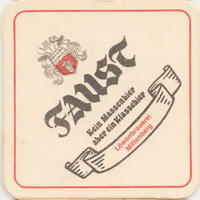 FAUST
Kein Massenbier
aber ein Klassebier
Löwenbrauerei
Miltenberg